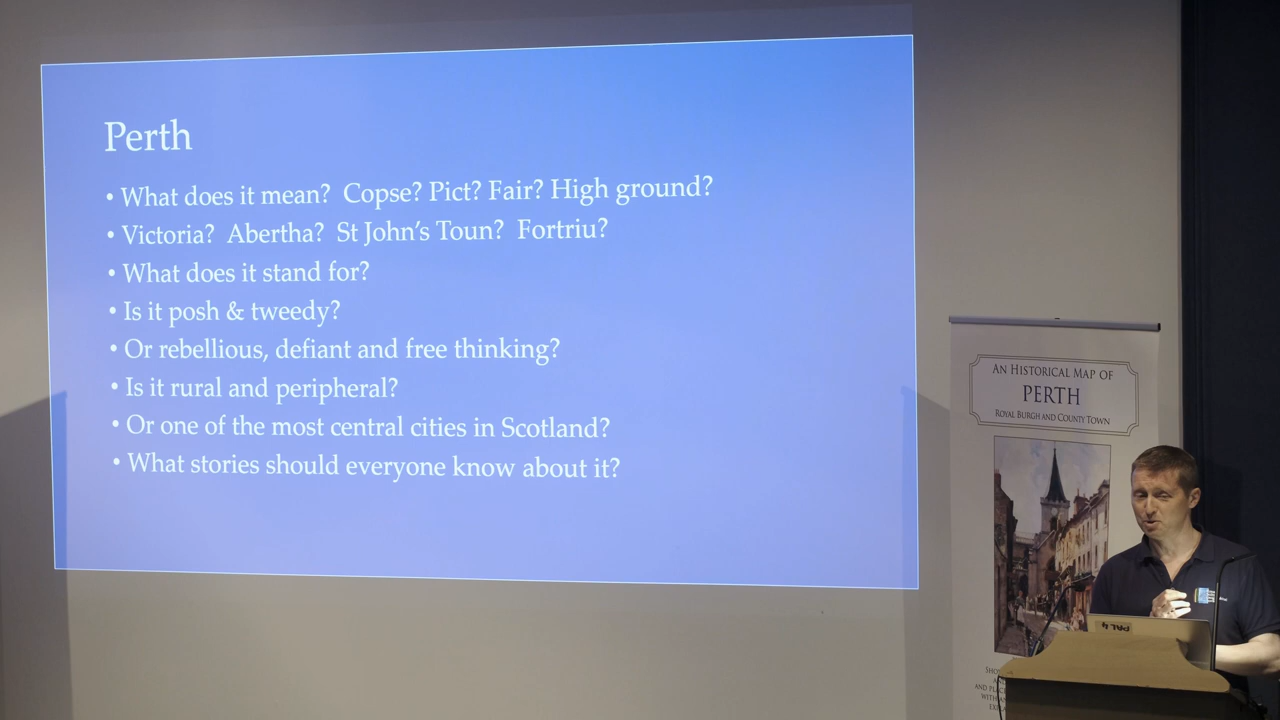 Perth
• What does it mean? Copse? Pict? Fair? High ground?
• Victoria? Abertha? St John's Toun? Fortriu?
• What does it stand for?
• Is it posh & tweedy?
• Or rebellious, defiant and free thinking?
• Is it rural and peripheral?
• Or one of the most central cities in Scotland?
• What stories should everyone know about it?
AN HISTORICAL MAP OF
PERTH
ROYAL BURGH AND COUNTY TOWN
PAL 4